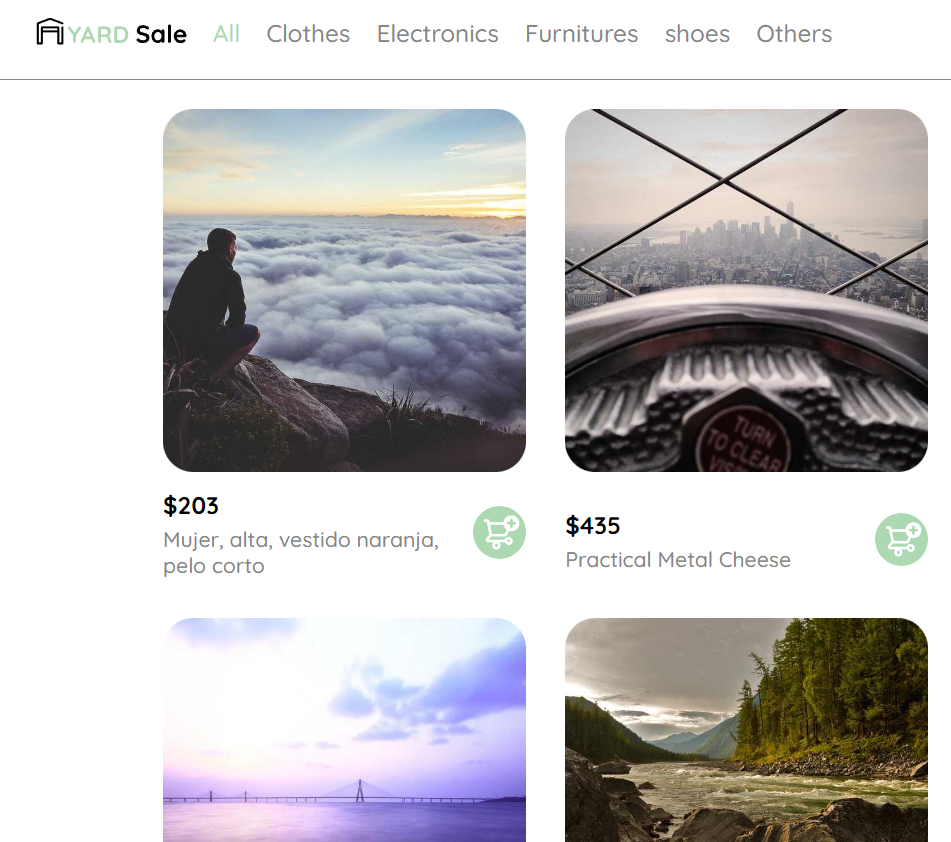 YARD Sale All Clothes Electronics Furnitures shoes Others
TURN
TO CLEAR
$203
Mujer, alta, vestido naranja,
pelo corto
$435
Practical Metal Cheese